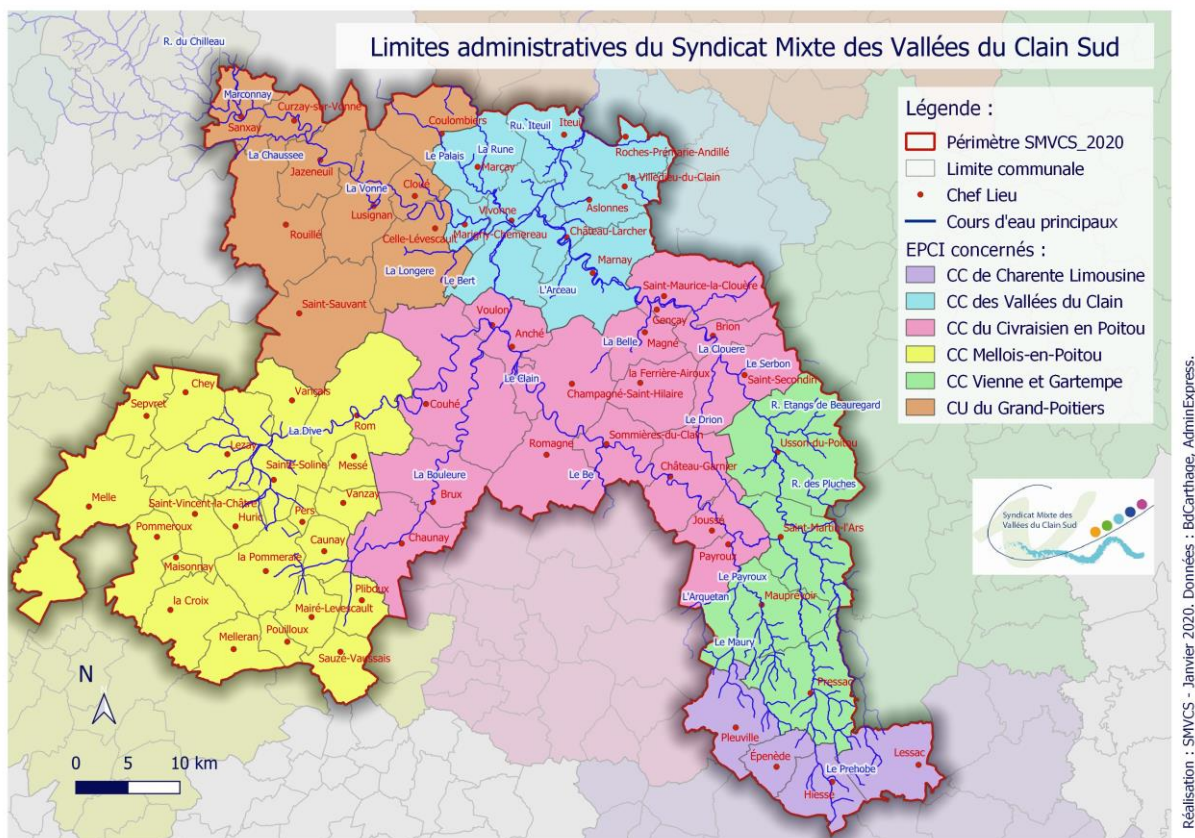 Limites administratives du Syndicat Mixte des Vallées du Clain Sud
Légende :
Périmètre SMVCS_2020
Limite communale
Chef Lieu
Cours d'eau principaux
EPCI concernés :
CC de Charente Limousine
CC des Vallées du Clain
CC du Civraisien en Poitou
CC Mellois-en-Poitou
CC Vienne et Gartempe
CU du Grand-Poitiers
Syndicat Mixte des
Vallées du Clain Sud
R. du Chilleau
Marconnay
Curzay-sur-Vonne
Sanxay
La Chaussee
Jazeneuil
La Vonne
Cloué
Lusignan
Rouillé
Celle-Lévescault
Coulombiers
Le Palais
La Rune
Marçay
Ru. Iteuil
Iteuil
Roches-Prémarie-Andillé
la Villedieu-du-Clain
Aslonnes
Vivonne
Marigny-Chemereau
Château-Larcher
Marnay
La Longere
Le Bert
L'Arceau
Saint-Sauvant
Voulon
Anché
Saint-Maurice-la-Clouère
Gençay
La Belle
Magné
Brion
La Clouere
Le Serbon
Saint-Secondin
la Ferrière-Airoux
Champagné-Saint-Hilaire
Le Clain
Couhé
Le Drion
R. Etangs de Beauregard
Usson-du-Poitou
Sommières-du-Clain
Romagne
Le Be
Château-Garnier
R. des Pluches
La Bouleure
Brux
Chaunay
Joussé
Payroux
Saint-Martin-l'Ars
Le Payroux
L'Arquetan
Mauprévoir
Le Maury
Pressac
Pleuville
Épenède
Le Prehobe
Lessac
Hiesse
Chey
Sepvret
Vançais
La Dive
Rom
Lezay
Sainte-Soline
Messé
Melle
Saint-Vincent-la-Châtre
Vanzay
Pers
Pommeroux
Caunay
Maisonnay
la Pommeraie
Pliboux
la Croix
Mairé-Levescault
Melleran
Pouilloux
Sauzé-Vaussais
N
0 5 10 km
Réalisation : SMVCS - Janvier 2020. Données : BdCarthage, AdminExpress.